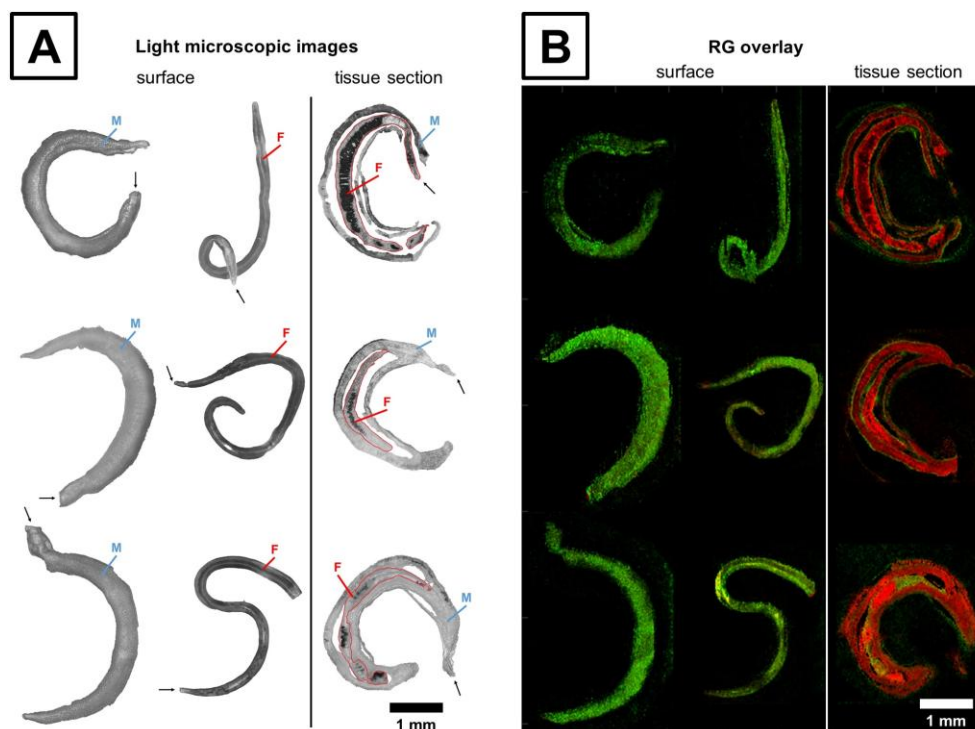 A
Light microscopic images
surface
tissue section
M
F
M
F
M
F
M
F
M
F
F
M
M
1 mm
B
RG overlay
surface
tissue section
1 mm